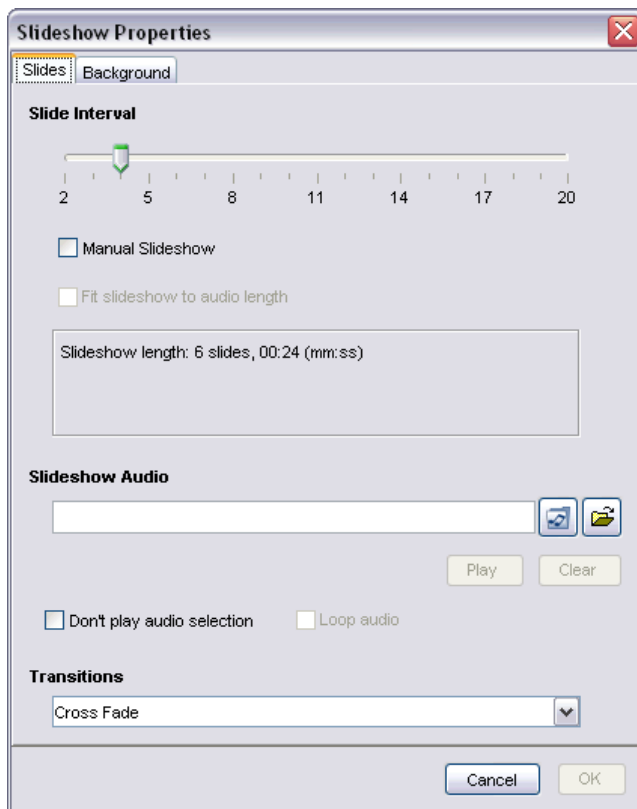 Slideshow Properties
Slides Background
Slide Interval
2 5 8 11 14 17 20
Manual Slideshow
Fit slideshow to audio length
Slideshow length: 6 slides, 00:24 (mm:ss)
Slideshow Audio
Play Clear
Don't play audio selection Loop audio
Transitions
Cross Fade
Cancel OK